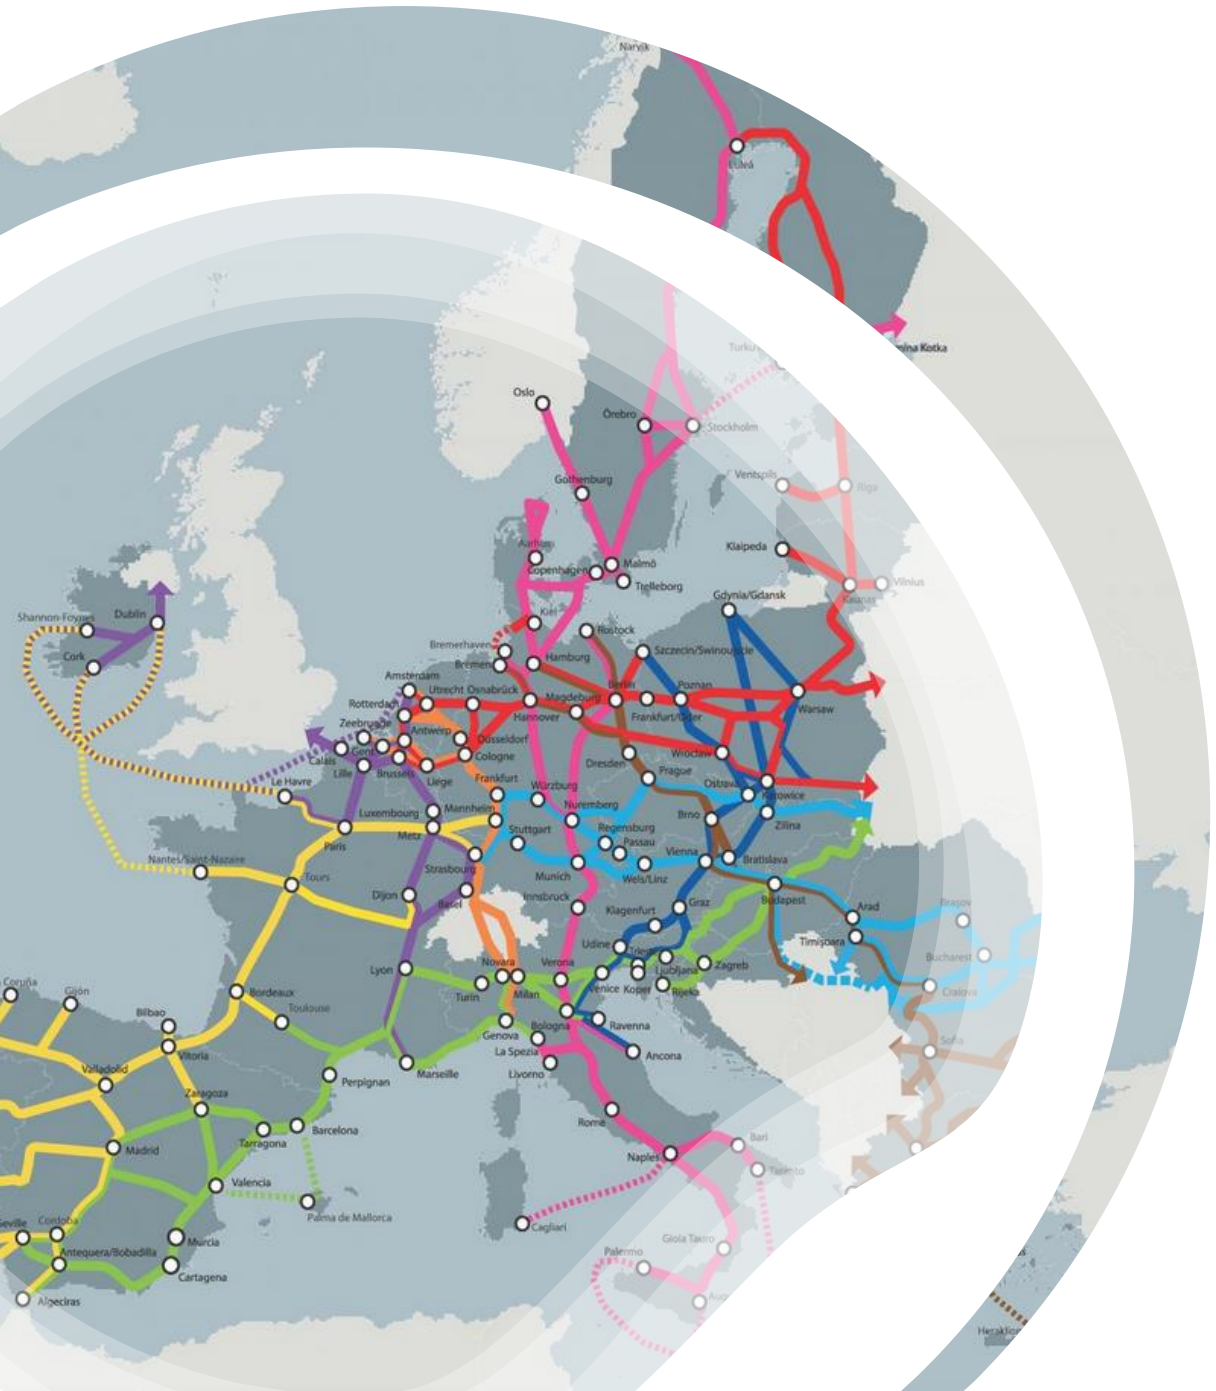 Narvik
Luleå
Kotka
Turku
Oslo
Örebro
Stockholm
Ventspils
Riga
Gothenburg
Aarhus
Klaipeda
Copenhagen
Malmö
Trelleborg
Kaunas
Vilnius
Gdynia/Gdansk
Shannon-Foynes
Dublin
Kiel
Rostock
Cork
Bremerhaven
Bremen
Hamburg
Szczecin/Swinoujscie
Amsterdam
Utrecht
Osnabrück
Berlin
Poznan
Rotterdam
Magdeburg
Warsaw
Zeebrugge
Hannover
Frankfurt/Oder
Antwerp
Düsseldorf
Calais
Gent
Cologne
Wroclaw
Lille
Brussels
Liège
Dresden
Prague
Le Havre
Frankfurt
Würzburg
Ostrava
Katowice
Luxembourg
Mannheim
Nuremberg
Brno
Zilina
Paris
Metz
Stuttgart
Regensburg
Passau
Nantes/Saint-Nazaire
Strasbourg
Vienna
Bratislava
Tours
Munich
Wels/Linz
Dijon
Basel
Innsbruck
Budapest
Graz
Klagenfurt
Arad
Brașov
Udine
Timișoara
Lyon
Novara
Verona
Ljubljana
Zagreb
Bucharest
Coruña
Gijón
Turin
Milan
Venice
Koper
Rijeka
Craiova
Bordeaux
Toulouse
Bilbao
Genova
Bologna
Ravenna
Sofia
Vitoria
La Spezia
Ancona
Valladolid
Marseille
Livorno
Perpignan
Zaragoza
Rome
Tarragona
Barcelona
Bari
Madrid
Naples
Taranto
Valencia
Palma de Mallorca
Cordoba
Cagliari
Murcia
Gioia Tauro
Antequera/Bobadilla
Palermo
Cartagena
Algeciras